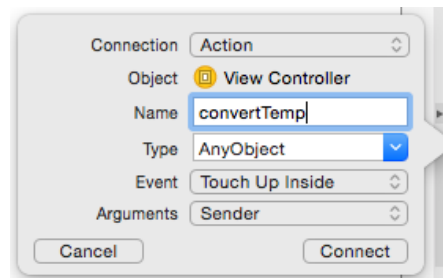 Connection Action
Object View Controller
Name convertTemp
Type AnyObject
Event Touch Up Inside
Arguments Sender
Cancel Connect